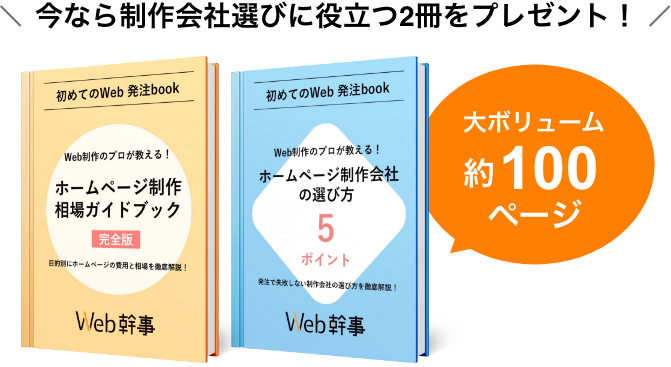 今なら制作会社選びに役立つ2冊をプレゼント！
初めてのWeb 発注book
Web制作のプロが教える！
ホームページ制作
相場ガイドブック
完全版
目的別にホームページの費用と相場を徹底解説！
Web幹事
初めてのWeb 発注book
Web制作のプロが教える！
ホームページ制作会社
の選び方
5
ポイント
発注で失敗しない制作会社の選び方を徹底解説！
Web幹事
大ボリューム
約100
ページ